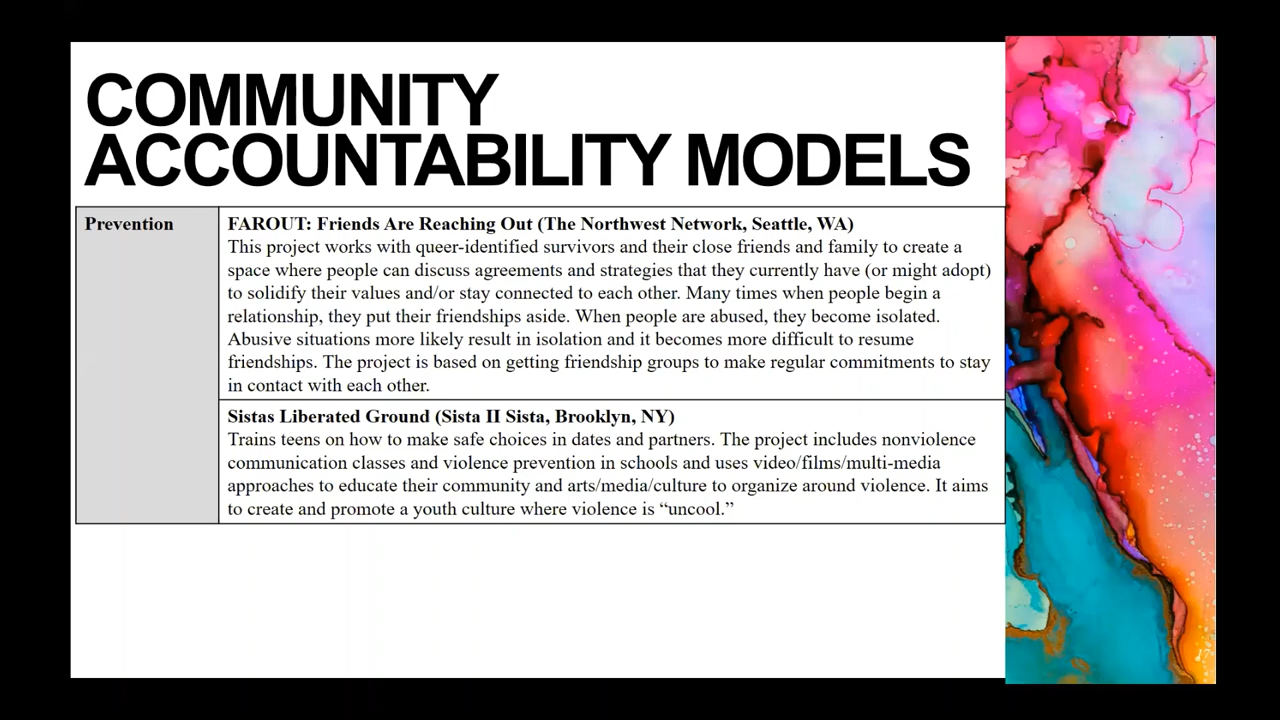 COMMUNITY
ACCOUNTABILITY MODELS
Prevention
FAROUT: Friends Are Reaching Out (The Northwest Network, Seattle, WA)
This project works with queer-identified survivors and their close friends and family to create a
space where people can discuss agreements and strategies that they currently have (or might adopt)
to solidify their values and/or stay connected to each other. Many times when people begin a
relationship, they put their friendships aside. When people are abused, they become isolated.
Abusive situations more likely result in isolation and it becomes more difficult to resume
friendships. The project is based on getting friendship groups to make regular commitments to stay
in contact with each other.
Sistas Liberated Ground (Sista II Sista, Brooklyn, NY)
Trains teens on how to make safe choices in dates and partners. The project includes nonviolence
communication classes and violence prevention in schools and uses video/films/multi-media
approaches to educate their community and arts/media/culture to organize around violence. It aims
to create and promote a youth culture where violence is “uncool.”